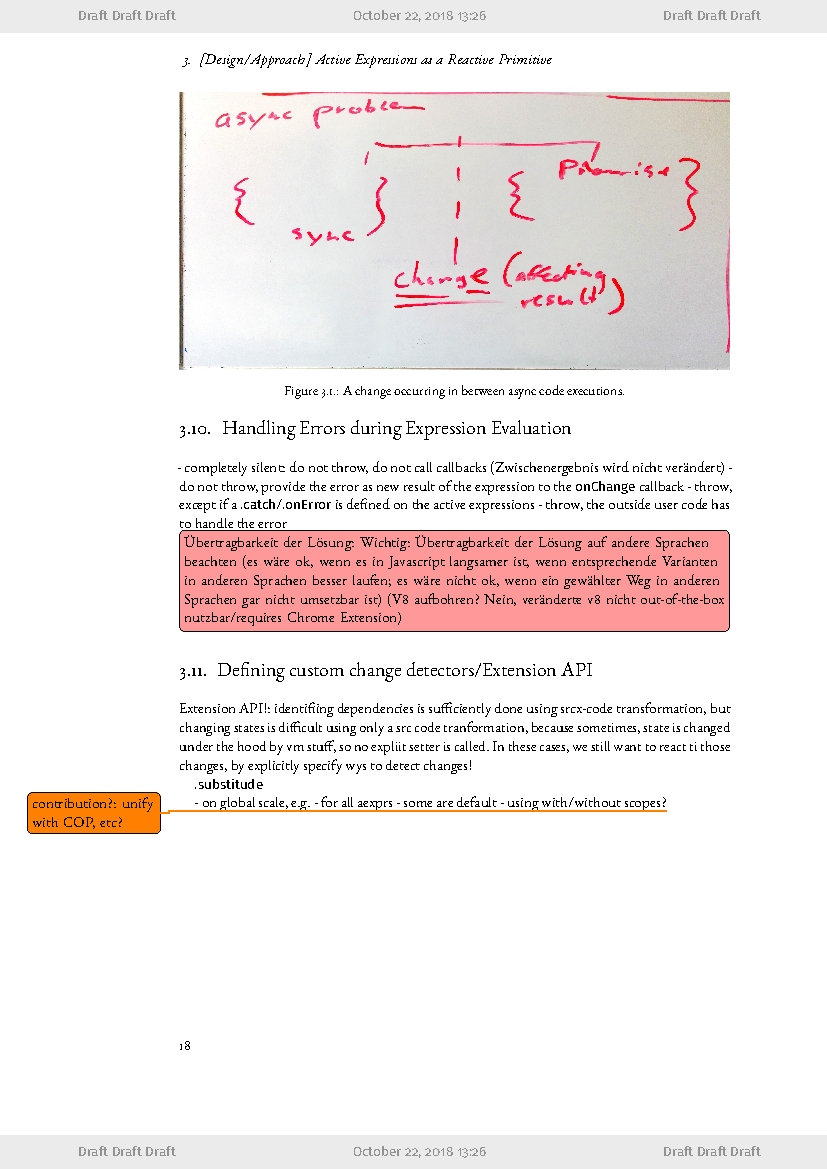 Draft Draft Draft October 22, 2018 13:26 Draft Draft Draft
3. [Design/Approach] Active Expressions as a Reactive Primitive
async problem
{ } { Promise }
sync
change (affecting
result)
Figure 3.1.: A change occurring in between async code executions.
3.10. Handling Errors during Expression Evaluation
- completely silent: do not throw, do not call callbacks (Zwischenergebnis wird nicht verändert) -
do not throw, provide the error as new result of the expression to the onChange callback - throw,
except if a .catch/.onError is defined on the active expressions - throw, the outside user code has
to handle the error
Übertragbarkeit der Lösung: Wichtig: Übertragbarkeit der Lösung auf andere Sprachen
beachten (es wäre ok, wenn es in Javascript langsamer ist, wenn entsprechende Varianten
in anderen Sprachen besser laufen; es wäre nicht ok, wenn ein gewählter Weg in anderen
Sprachen gar nicht umsetzbar ist) (V8 aufbohren? Nein, veränderte v8 nicht out-of-the-box
nutzbar/requires Chrome Extension)
3.11. Defining custom change detectors/Extension API
Extension API!: identifiing dependencies is sufficiently done using srcx-code transformation, but
changing states is difficult using only a src code tranformation, because sometimes, state is changed
under the hood by vm stuff, so no expliit setter is called. In these cases, we still want to react ti those
changes, by explicitly specify wys to detect changes!
.substitude
- on global scale, e.g. - for all aexprs - some are default - using with/without scopes?
contribution?: unify
with COP, etc?
18
Draft Draft Draft October 22, 2018 13:26 Draft Draft Draft